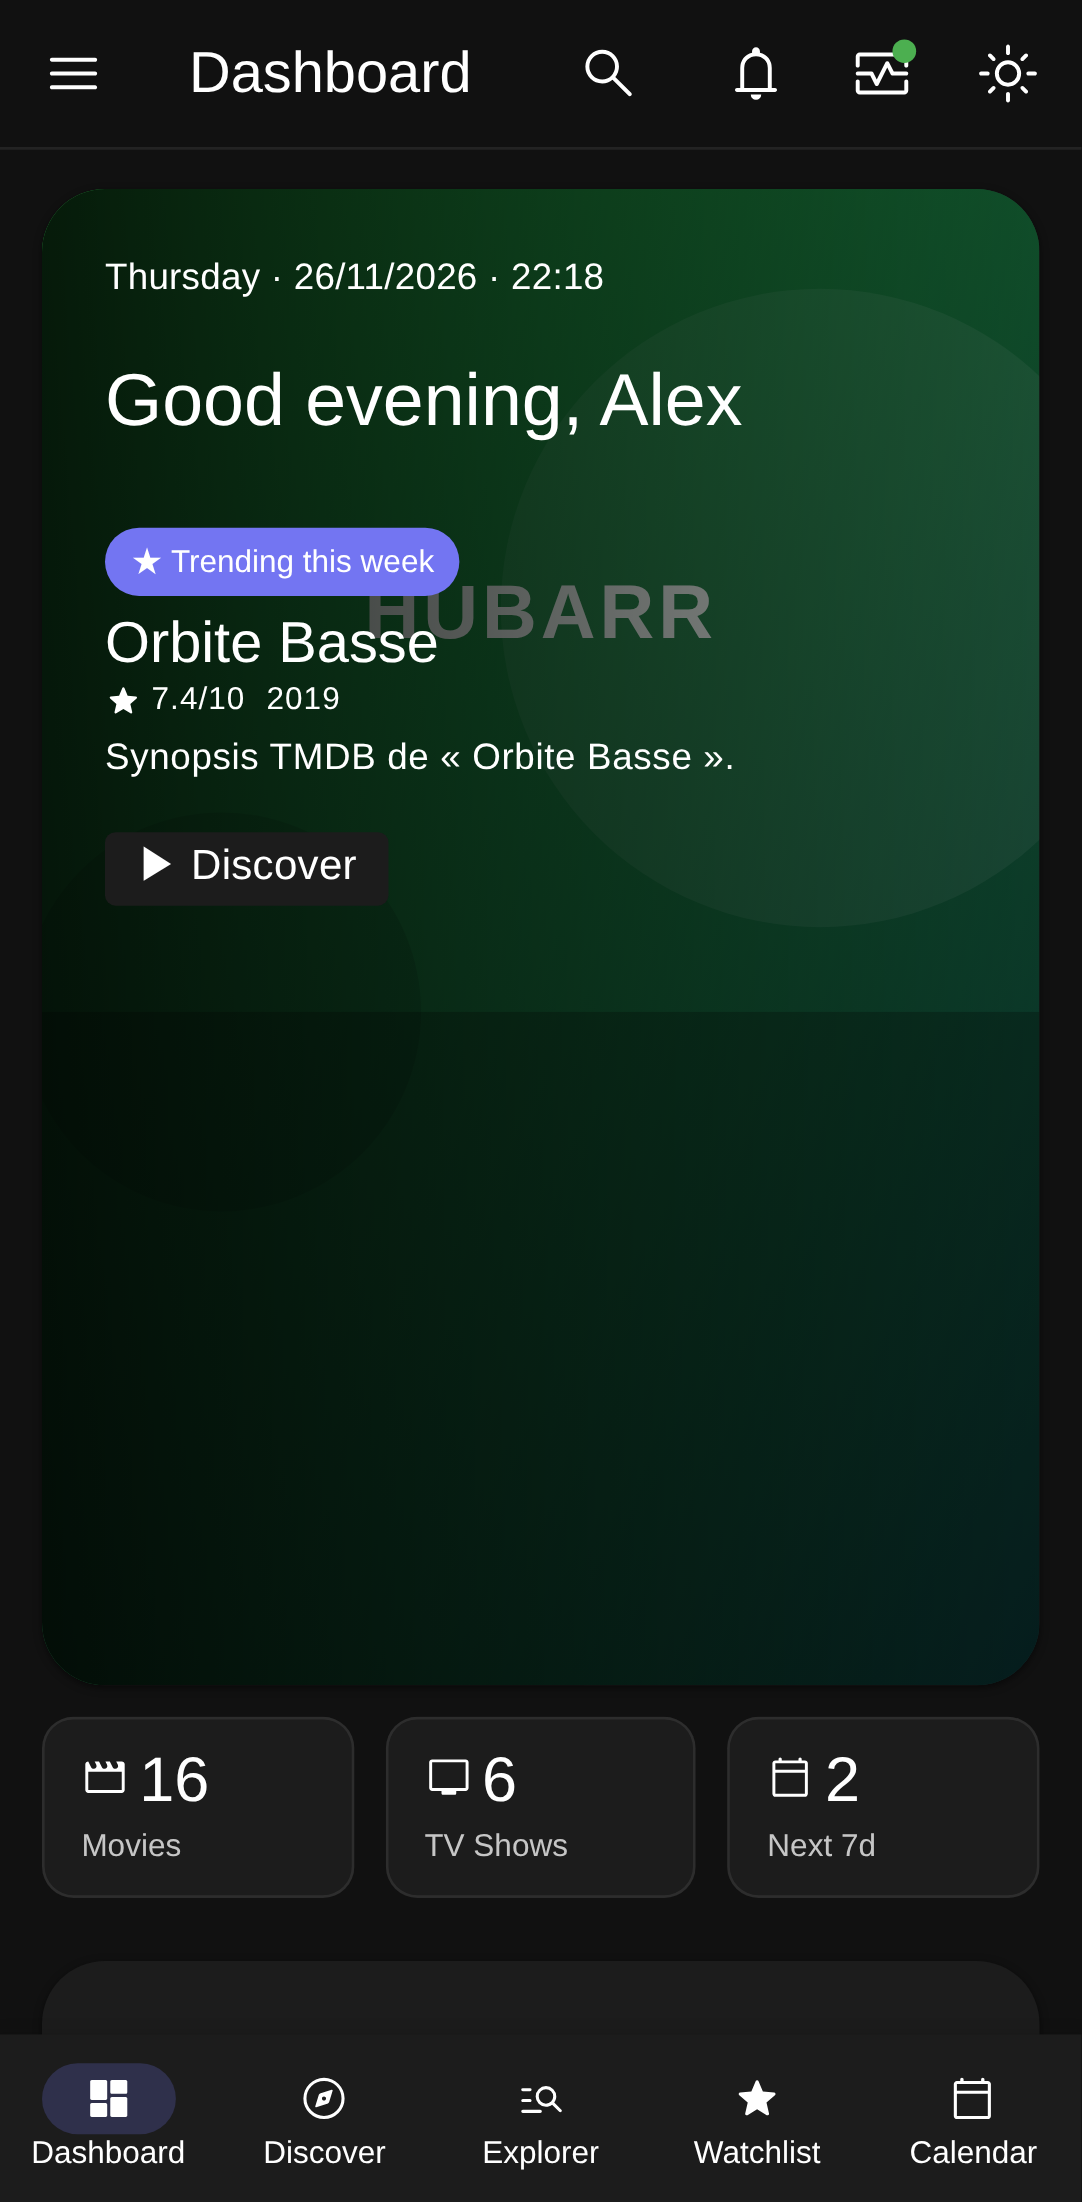 Dashboard
Thursday · 26/11/2026 · 22:18
Good evening, Alex
Trending this week
HUBARR
Orbite Basse
7.4/10 2019
Synopsis TMDB de « Orbite Basse ».
Discover
16
Movies
6
TV Shows
2
Next 7d
Dashboard
Discover
Explorer
Watchlist
Calendar